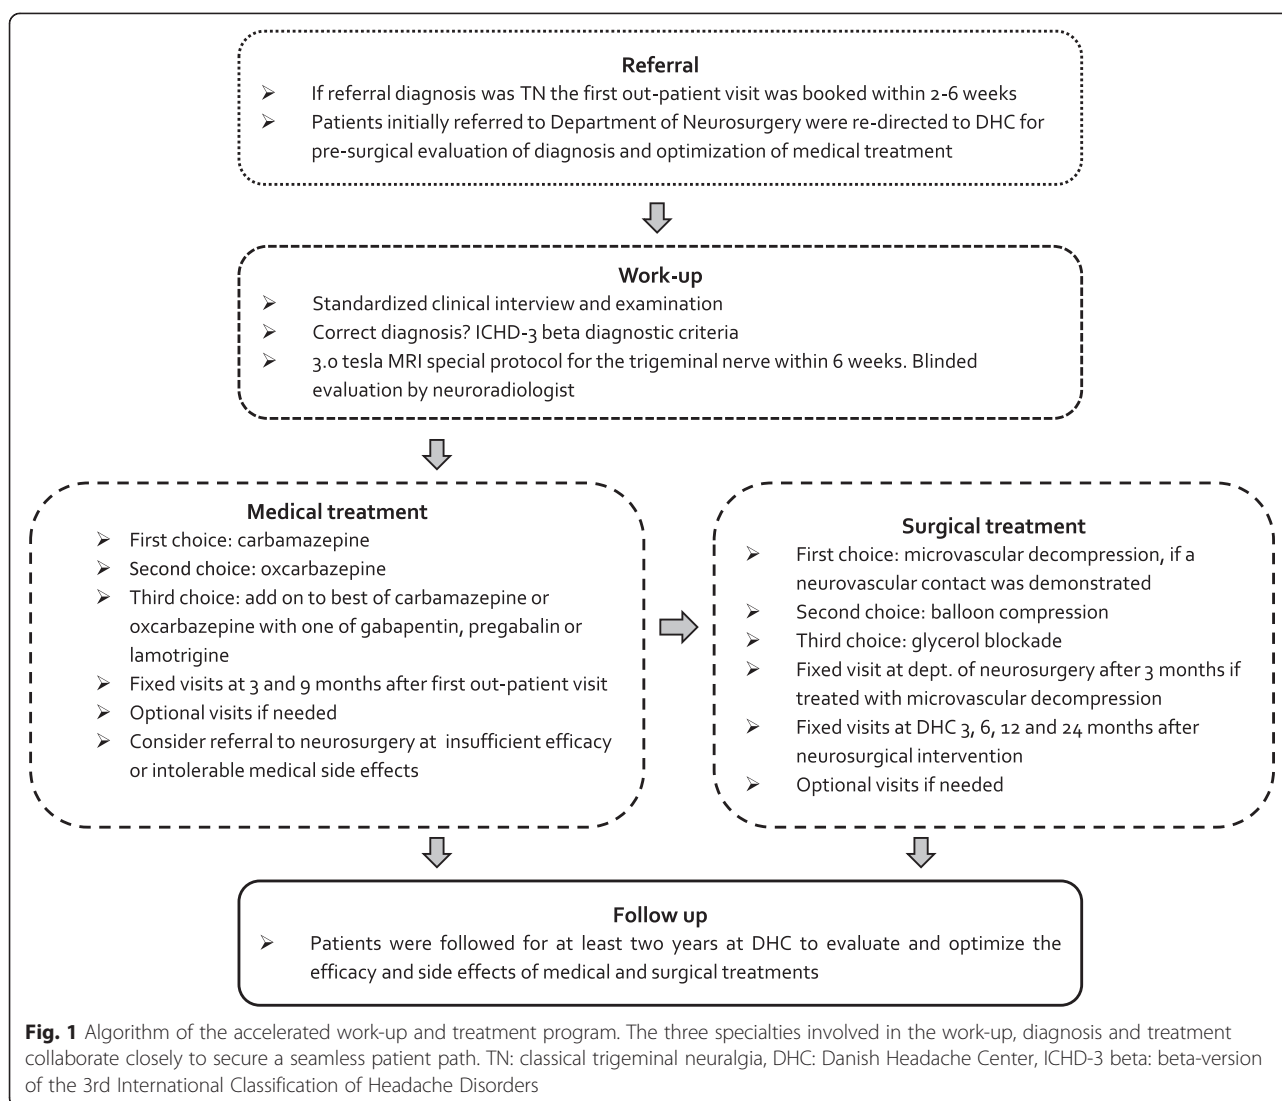 Referral
➢ If referral diagnosis was TN the first out-patient visit was booked within 2-6 weeks
➢ Patients initially referred to Department of Neurosurgery were re-directed to DHC for
pre-surgical evaluation of diagnosis and optimization of medical treatment
Work-up
➢ Standardized clinical interview and examination
➢ Correct diagnosis? ICHD-3 beta diagnostic criteria
➢ 3.0 tesla MRI special protocol for the trigeminal nerve within 6 weeks. Blinded
evaluation by neuroradiologist
Medical treatment
➢ First choice: carbamazepine
➢ Second choice: oxcarbazepine
➢ Third choice: add on to best of carbamazepine or
oxcarbazepine with one of gabapentin, pregabalin or
lamotrigine
➢ Fixed visits at 3 and 9 months after first out-patient visit
➢ Optional visits if needed
➢ Consider referral to neurosurgery at insufficient efficacy
or intolerable medical side effects
Surgical treatment
➢ First choice: microvascular decompression, if a
neurovascular contact was demonstrated
➢ Second choice: balloon compression
➢ Third choice: glycerol blockade
➢ Fixed visit at dept. of neurosurgery after 3 months if
treated with microvascular decompression
➢ Fixed visits at DHC 3, 6, 12 and 24 months after
neurosurgical intervention
➢ Optional visits if needed
Follow up
➢ Patients were followed for at least two years at DHC to evaluate and optimize the
efficacy and side effects of medical and surgical treatments
Fig. 1 Algorithm of the accelerated work-up and treatment program. The three specialties involved in the work-up, diagnosis and treatment
collaborate closely to secure a seamless patient path. TN: classical trigeminal neuralgia, DHC: Danish Headache Center, ICHD-3 beta: beta-version
of the 3rd International Classification of Headache Disorders